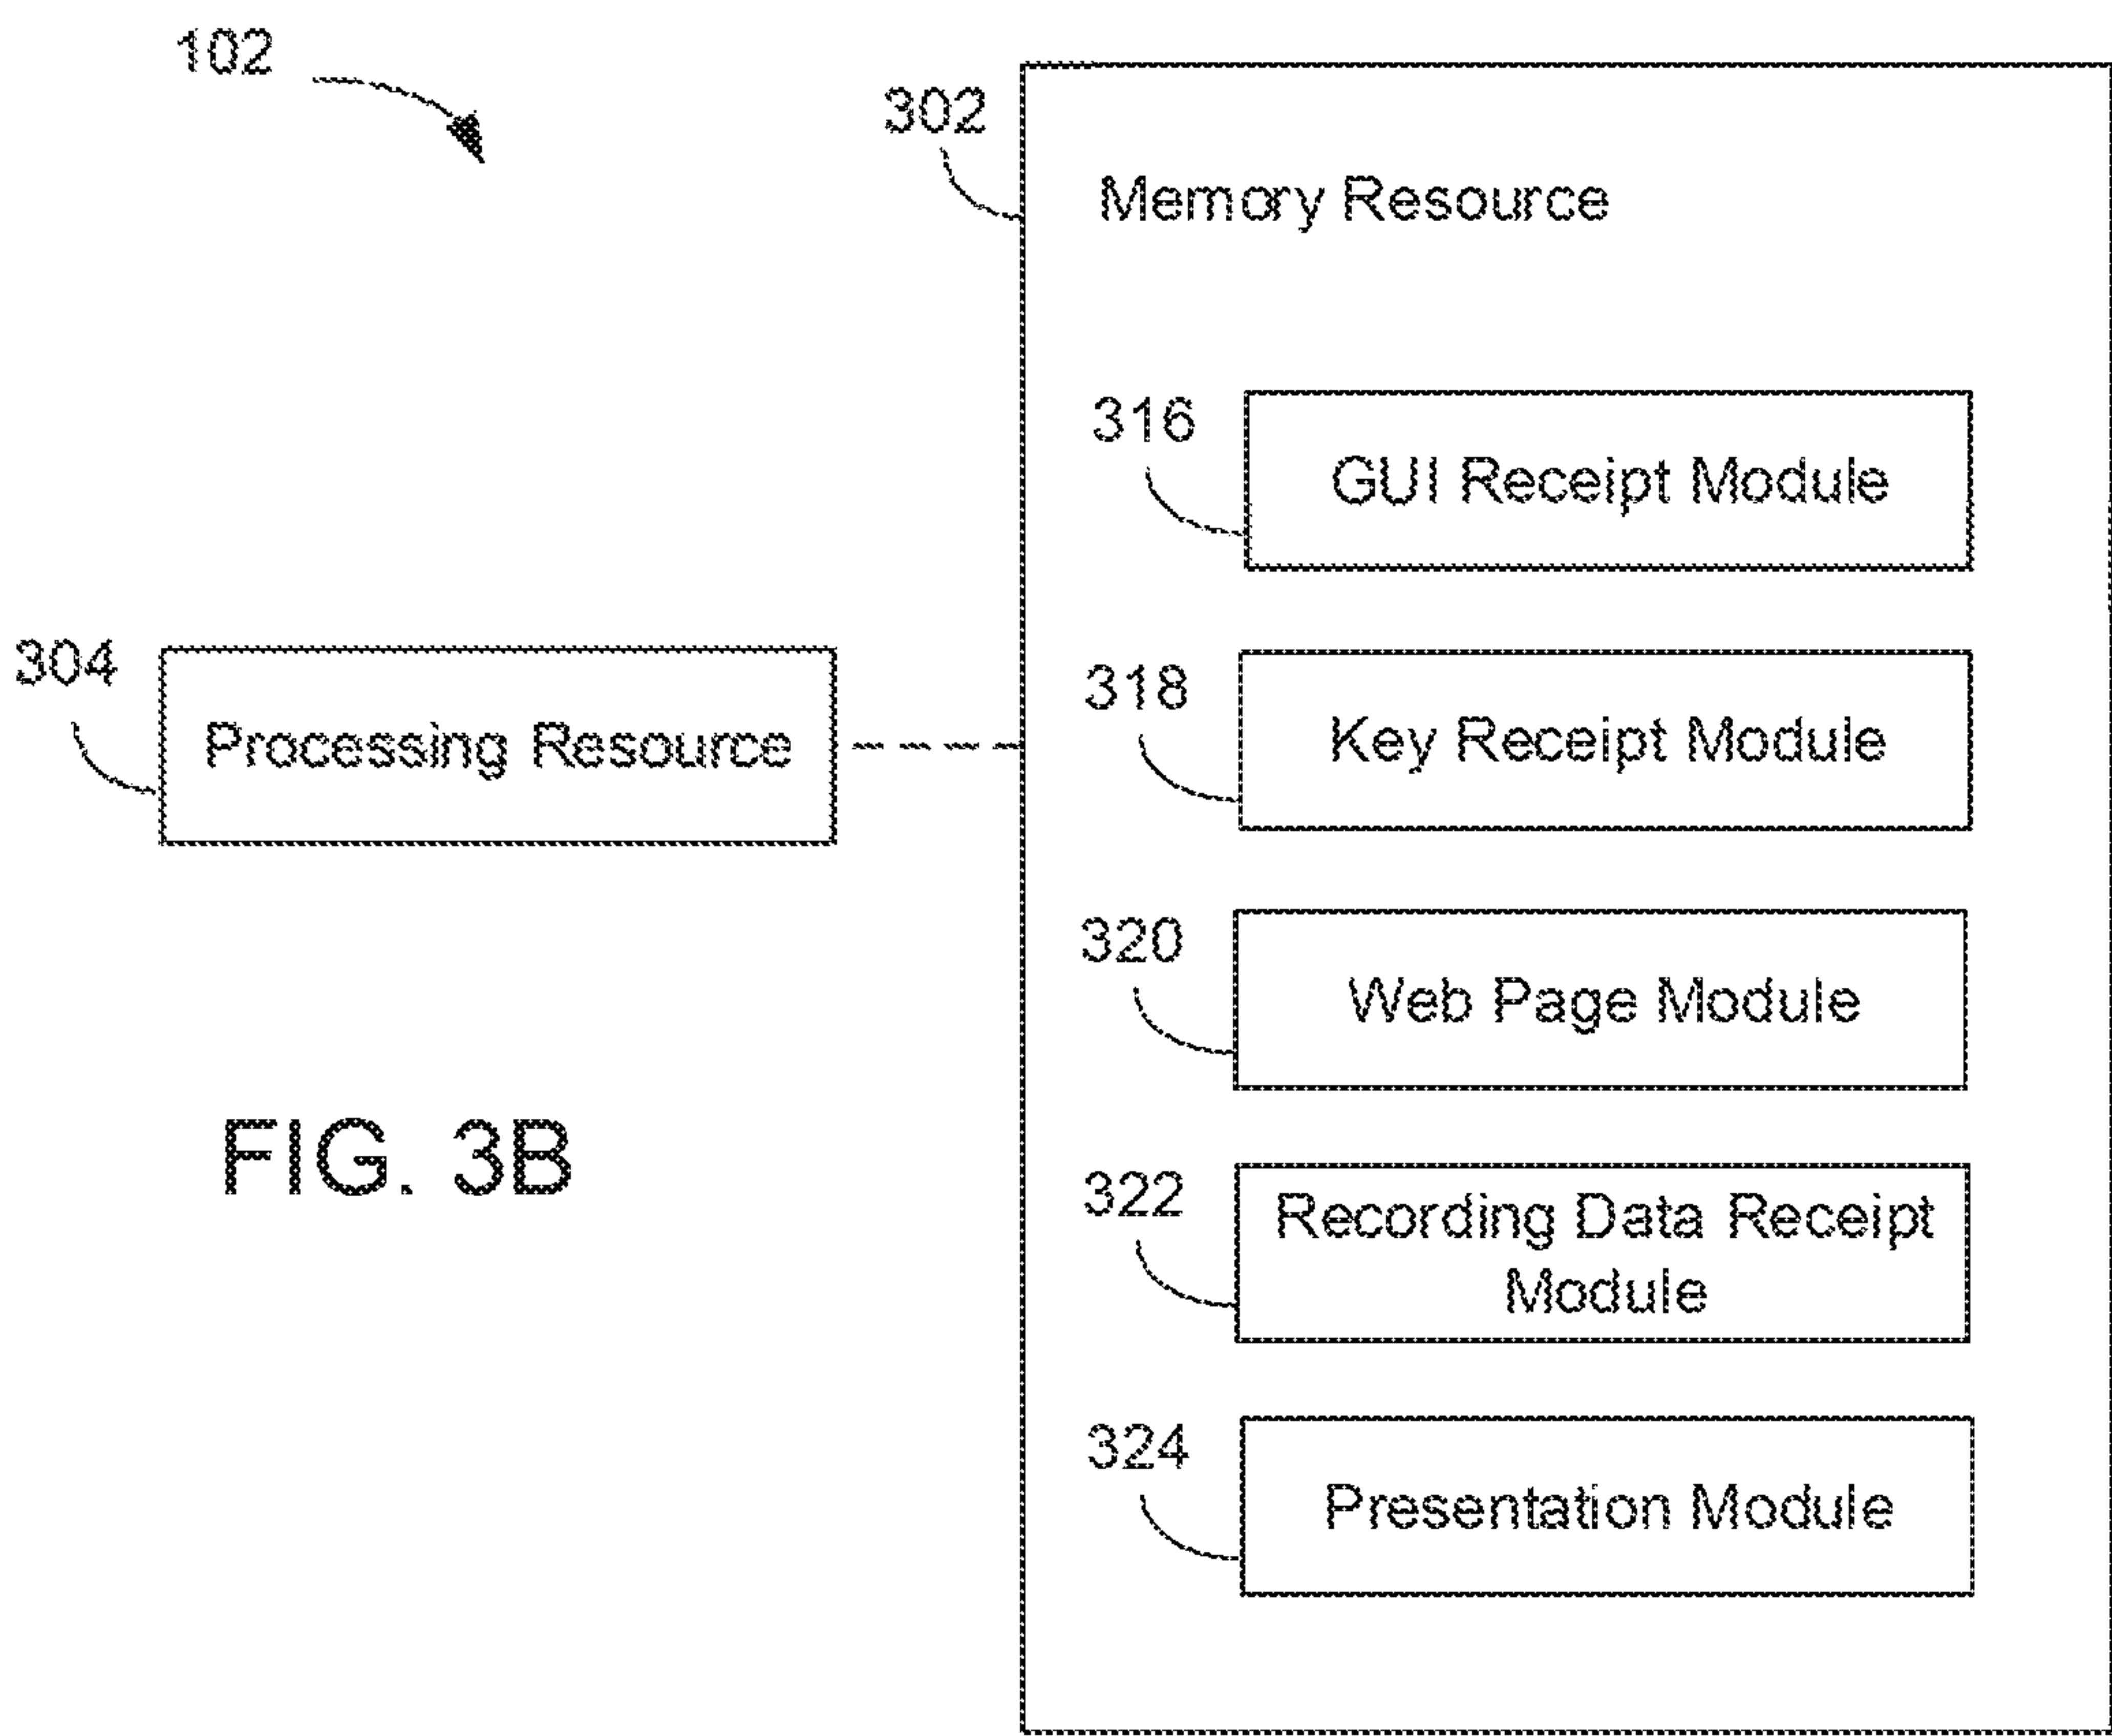 102
302
Memory Resource
316
GUI Receipt Module
304
Processing Resource
318
Key Receipt Module
320
Web Page Module
FIG. 3B
322
Recording Data Receipt
Module
324
Presentation Module